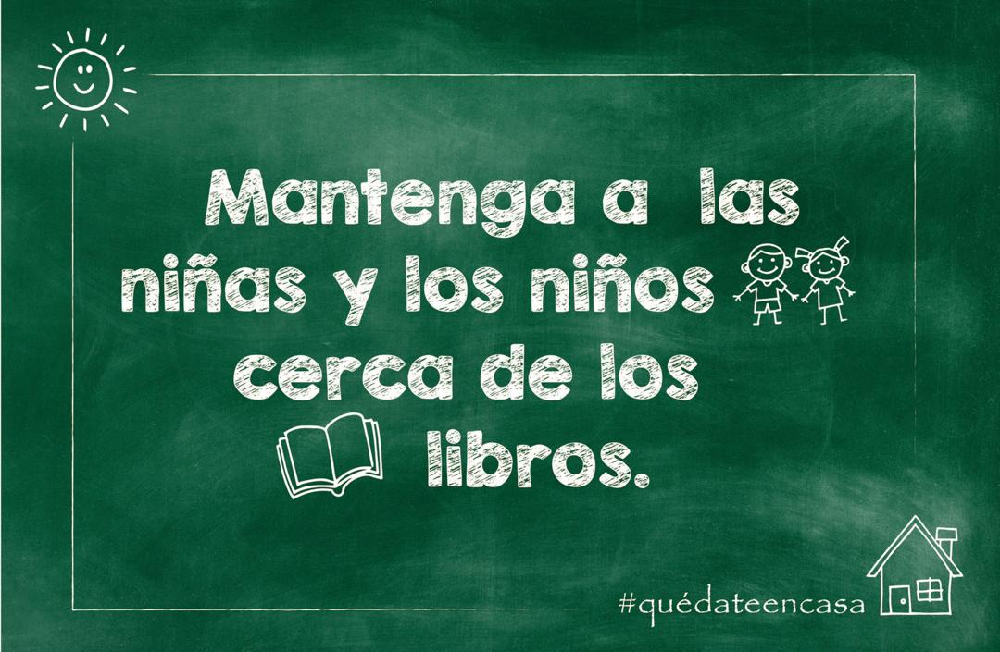 Mantenga a las
niñas y los niños
cerca de los
libros.
#quédateencasa